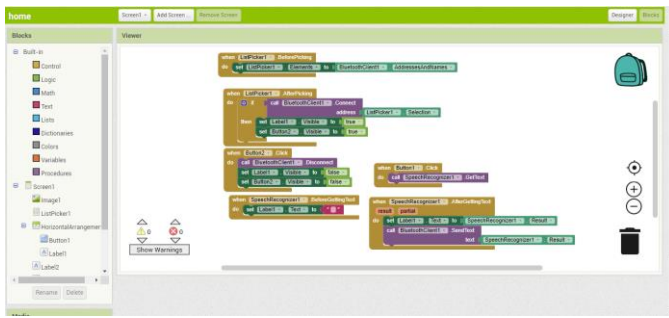 home
Screen1
Add Screen ...
Remove Screen
Designer
Blocks
Blocks
Viewer
Built-in
Control
Logic
Math
Text
Lists
Dictionaries
Colors
Variables
Procedures
Screen1
Image1
ListPicker1
HorizontalArrangemen
Button1
Label1
Label2
Rename Delete
Media
when ListPicker1 .BeforePicking
do set ListPicker1 . Elements to BluetoothClient1 . AddressesAndNames
when ListPicker1 .AfterPicking
do if call BluetoothClient1 .Connect
address ListPicker1 . Selection
then set Label1 . Visible to true
set Button2 . Visible to true
when Button2 .Click
do call BluetoothClient1 .Disconnect
set Label1 . Visible to false
set Button2 . Visible to false
when Button1 .Click
do call SpeechRecognizer1 .GetText
when SpeechRecognizer1 .BeforeGettingText
do set Label1 . Text to " "
when SpeechRecognizer1 .AfterGettingText
result partial
do set Label1 . Text to SpeechRecognizer1 . Result
call BluetoothClient1 .SendText
text SpeechRecognizer1 . Result
0 0
Show Warnings